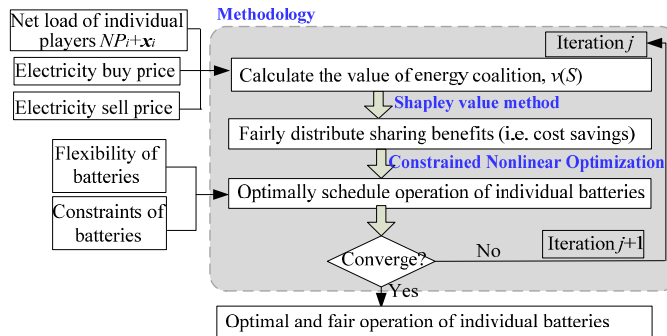 Methodology
Net load of individual
players NPi+xi
Electricity buy price
Electricity sell price
Iteration j
Calculate the value of energy coalition, v(S)
Shapley value method
Fairly distribute sharing benefits (i.e. cost savings)
Constrained Nonlinear Optimization
Flexibility of
batteries
Constraints of
batteries
Optimally schedule operation of individual batteries
Converge?
No
Iteration j+1
Yes
Optimal and fair operation of individual batteries